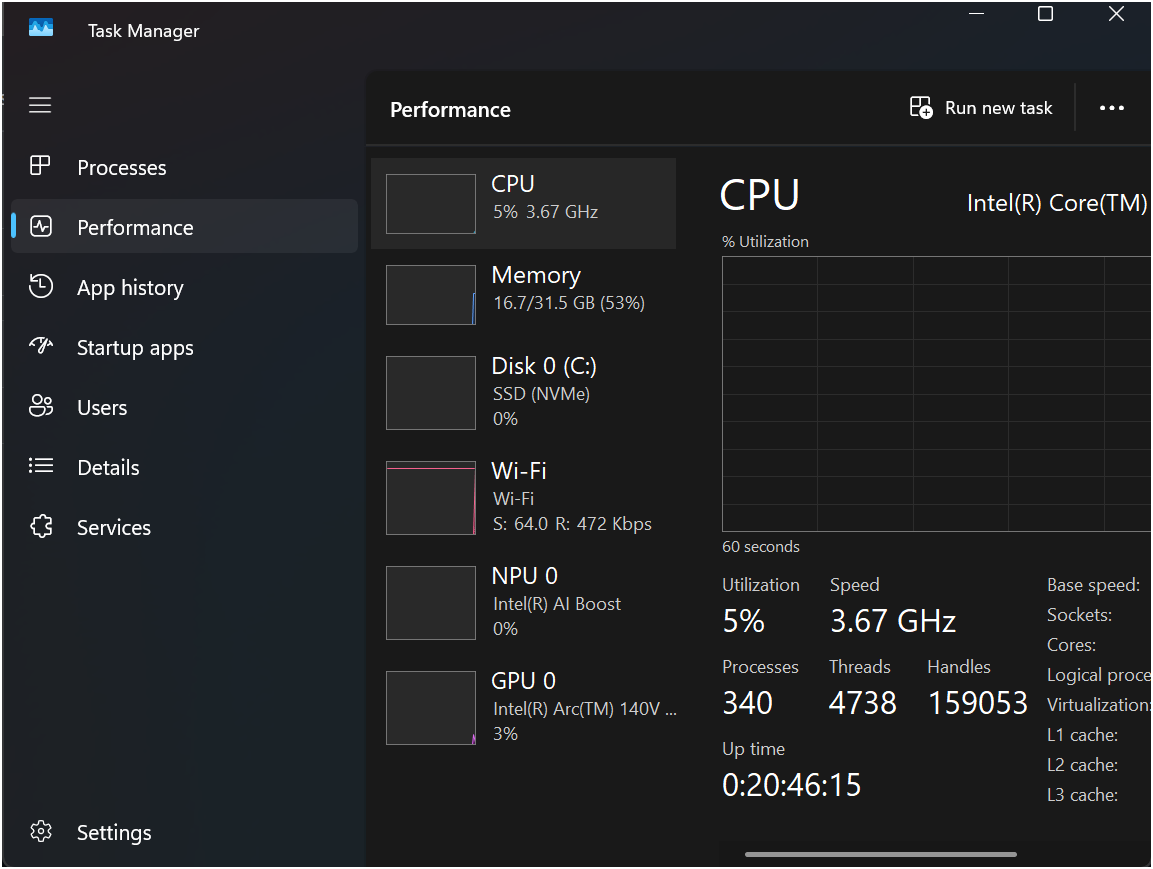 Task Manager
Performance
Run new task
Processes
Performance
App history
Startup apps
Users
Details
Services
Settings
CPU
5% 3.67 GHz
Memory
16.7/31.5 GB (53%)
Disk 0 (C:)
SSD (NVMe)
0%
Wi-Fi
Wi-Fi
S: 64.0 R: 472 Kbps
NPU 0
Intel(R) AI Boost
0%
GPU 0
Intel(R) Arc(TM) 140V ...
3%
CPU
Intel(R) Core(TM)
% Utilization
60 seconds
Utilization Speed
5% 3.67 GHz
Processes Threads Handles
340 4738 159053
Up time
0:20:46:15
Base speed:
Sockets:
Cores:
Logical proce
Virtualization:
L1 cache:
L2 cache:
L3 cache: